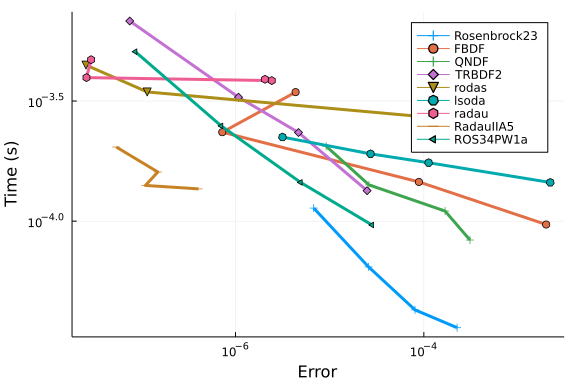 Time (s)
10^−3.5
10^−4.0
10^−6
10^−4
Error
Rosenbrock23
FBDF
QNDF
TRBDF2
rodas
lsoda
radau
RadauIIA5
ROS34PW1a